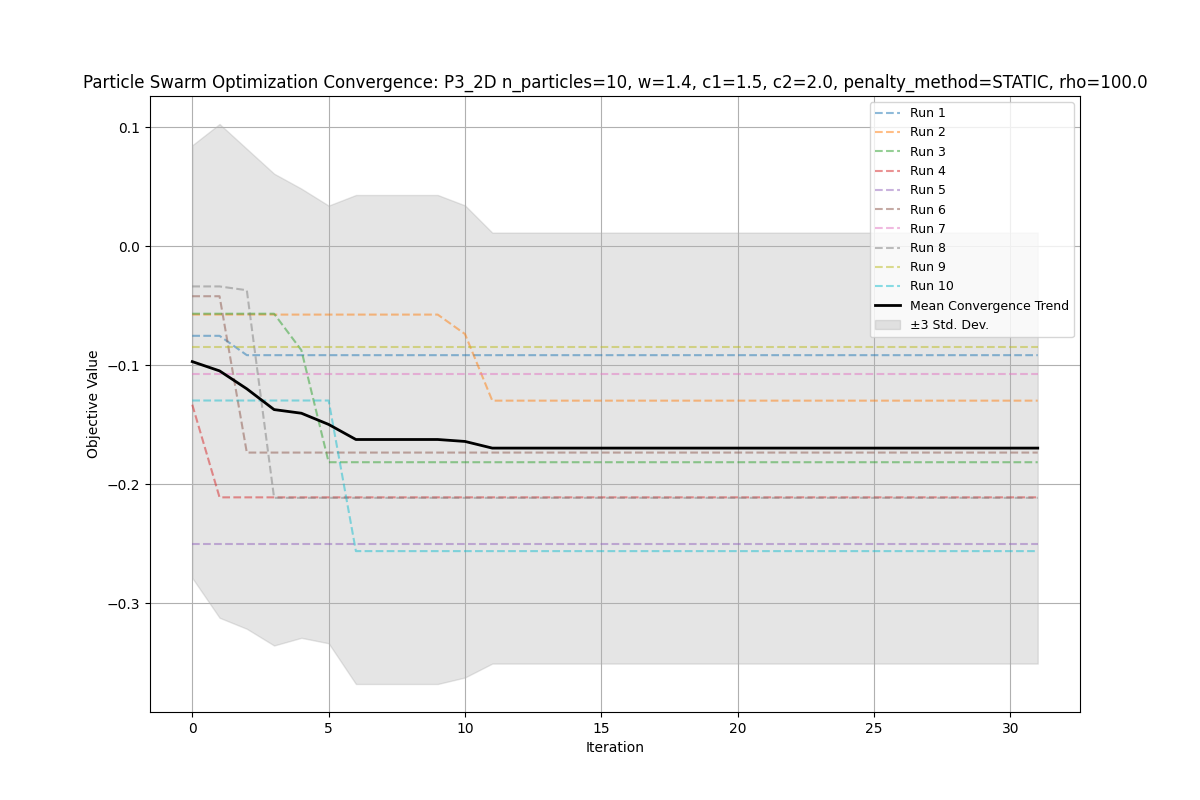 Particle Swarm Optimization Convergence: P3_2D n_particles=10, w=1.4, c1=1.5, c2=2.0, penalty_method=STATIC, rho=100.0
Objective Value
0.1
0.0
−0.1
−0.2
−0.3
Run 1
Run 2
Run 3
Run 4
Run 5
Run 6
Run 7
Run 8
Run 9
Run 10
Mean Convergence Trend
±3 Std. Dev.
0 5 10 15 20 25 30
Iteration